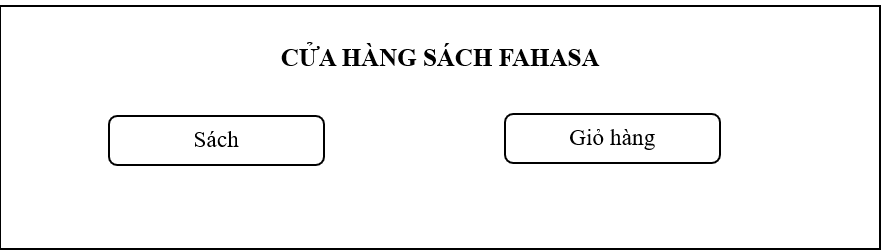 CỬA HÀNG SÁCH FAHASA
Sách
Giỏ hàng